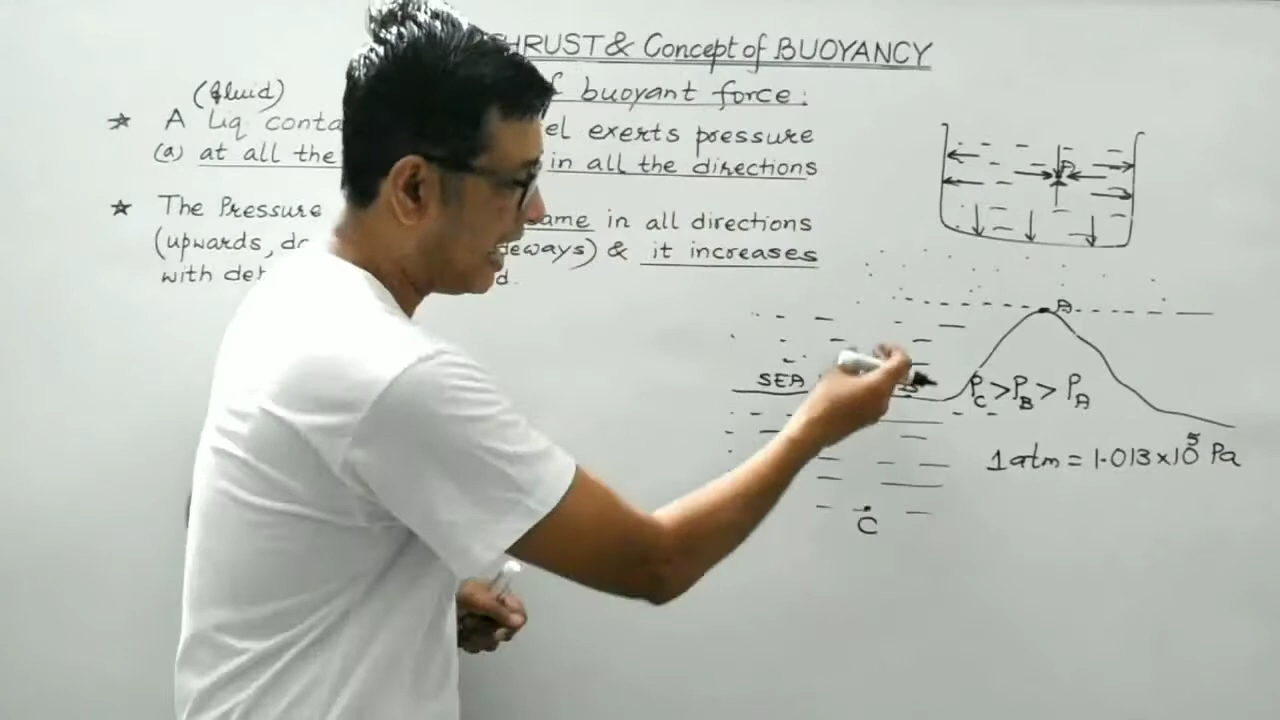 HRUST & Concept of BUOYANCY
(fluid) buoyant force:
* A Liq conta el exerts pressure
(a) at all the in all the directions
* The Pressure same in all directions
(upwards, do deways) & it increases
with de d.
A
A
SEA B
P_C > P_B > P_A
1 atm = 1.013 x 10^5 Pa
C